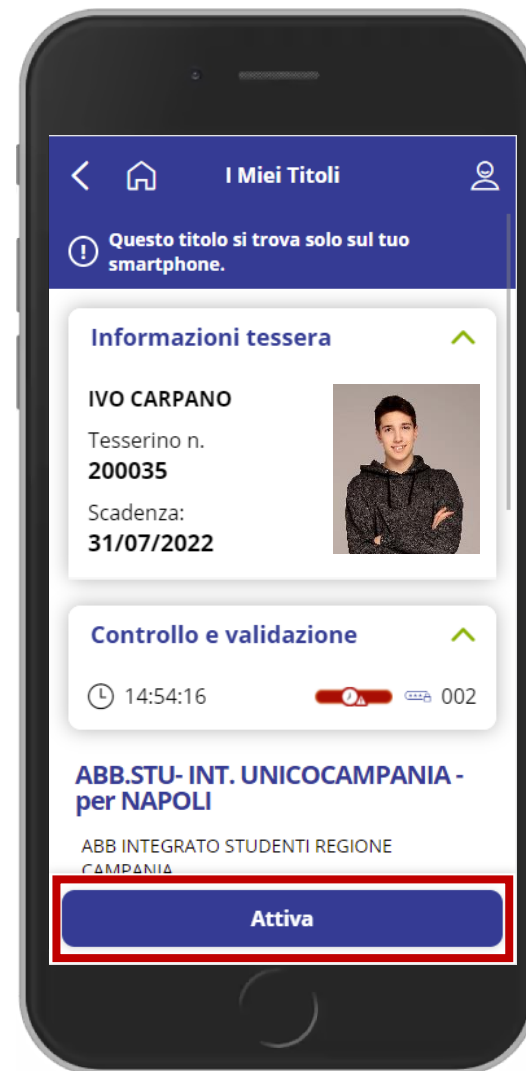 I Miei Titoli
Questo titolo si trova solo sul tuo
smartphone.
Informazioni tessera
IVO CARPANO
Tesserino n.
200035
Scadenza:
31/07/2022
Controllo e validazione
14:54:16 002
ABB.STU- INT. UNICOCAMPANIA -
per NAPOLI
ABB INTEGRATO STUDENTI REGIONE
CAMPANIA
Attiva